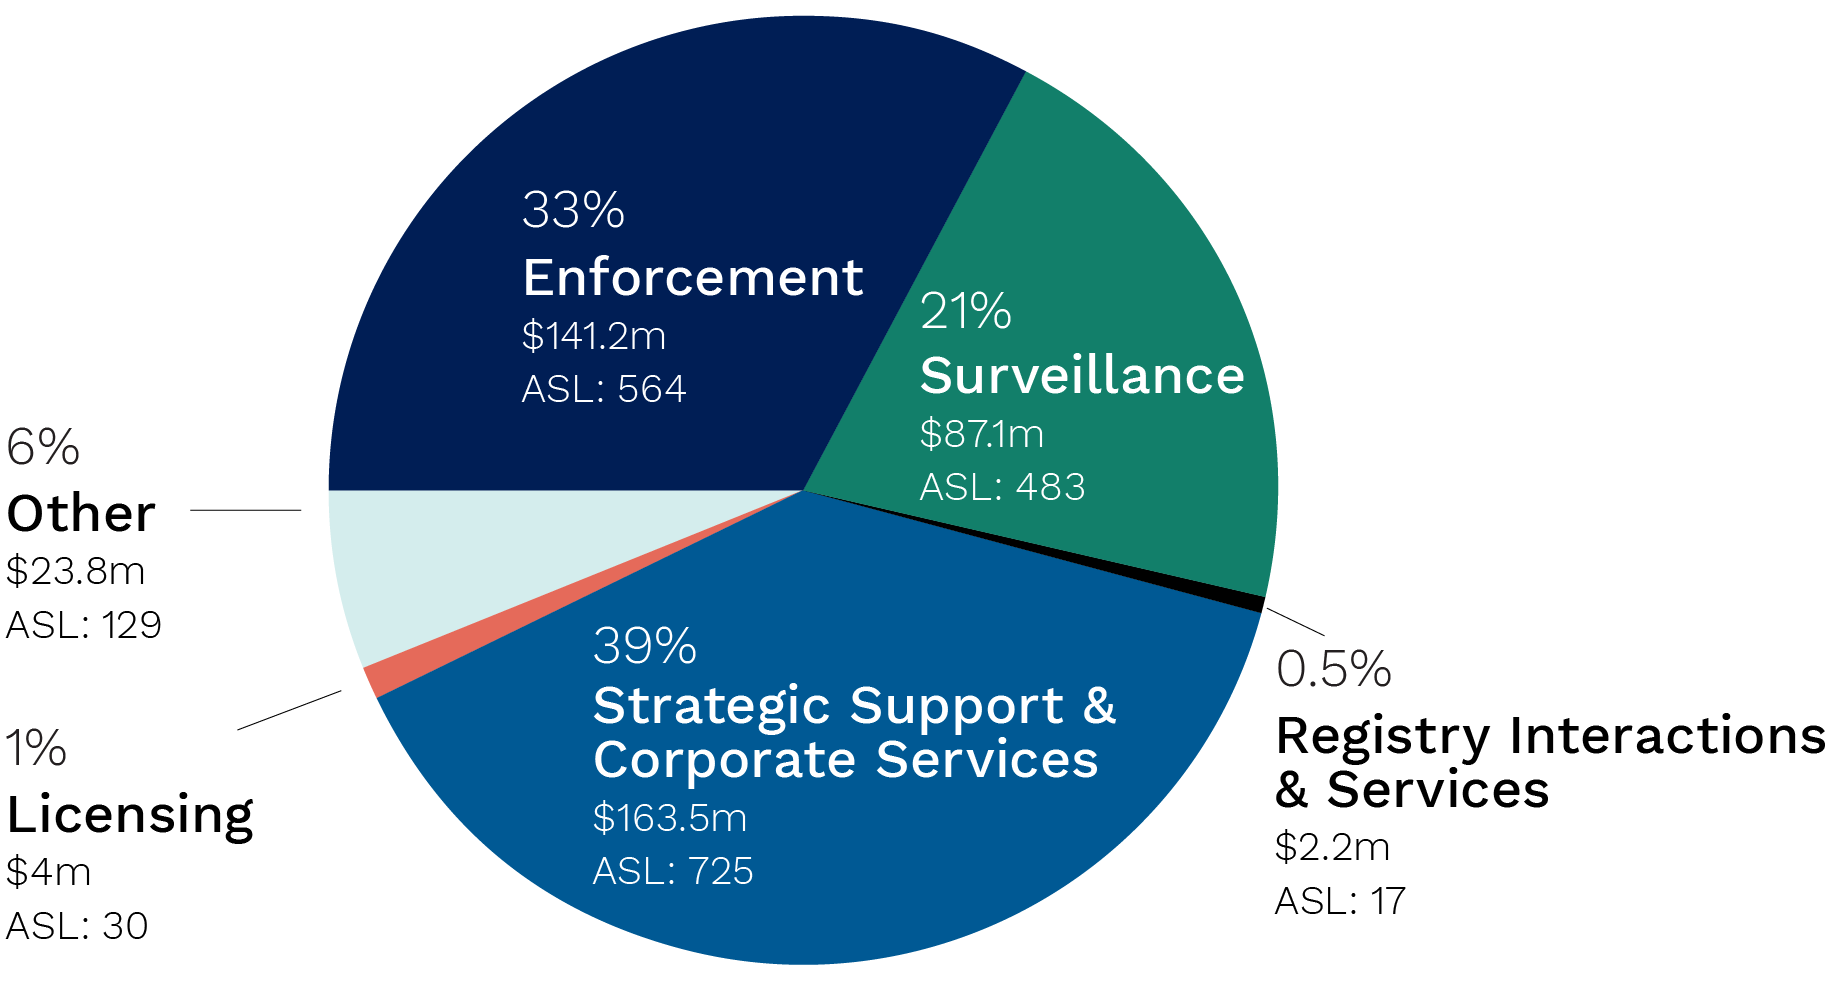 33%
Enforcement
$141.2m
ASL: 564
21%
Surveillance
$87.1m
ASL: 483
6%
Other
$23.8m
ASL: 129
39%
Strategic Support &
Corporate Services
$163.5m
ASL: 725
0.5%
Registry Interactions
& Services
$2.2m
ASL: 17
1%
Licensing
$4m
ASL: 30